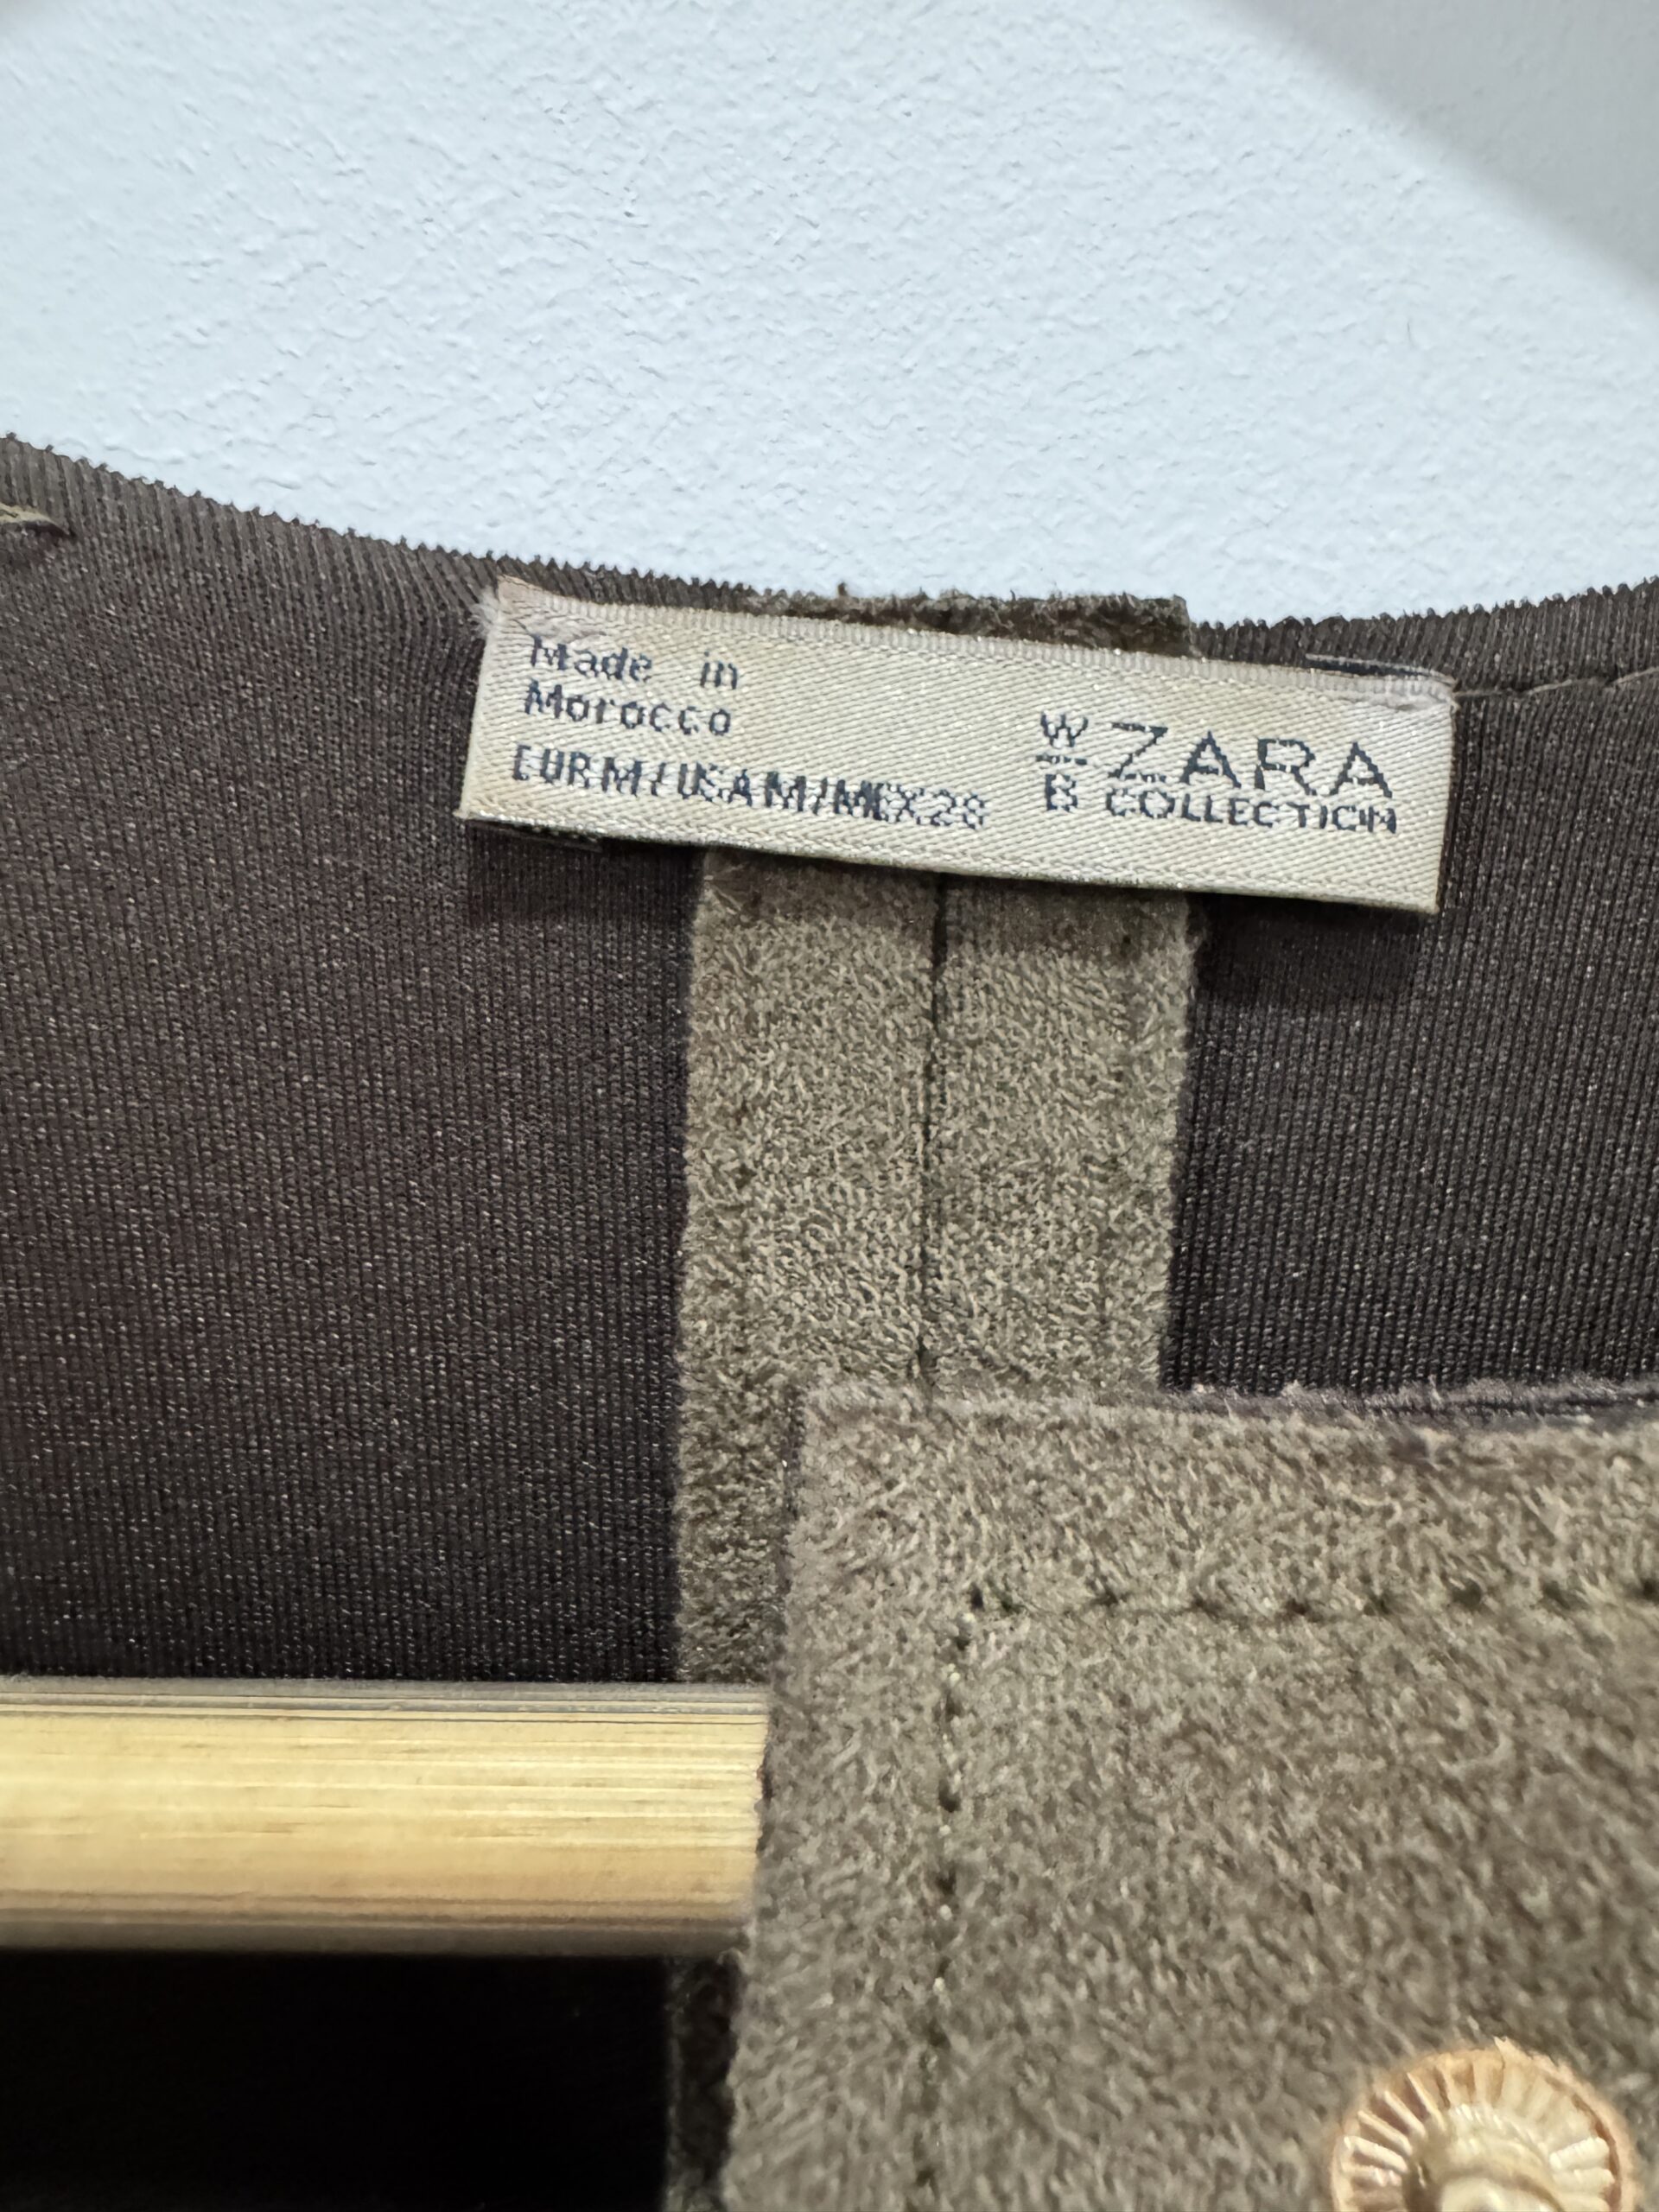 Made in
Morocco
EUR M / USA M / MEX 28
W
B
ZARA
COLLECTION